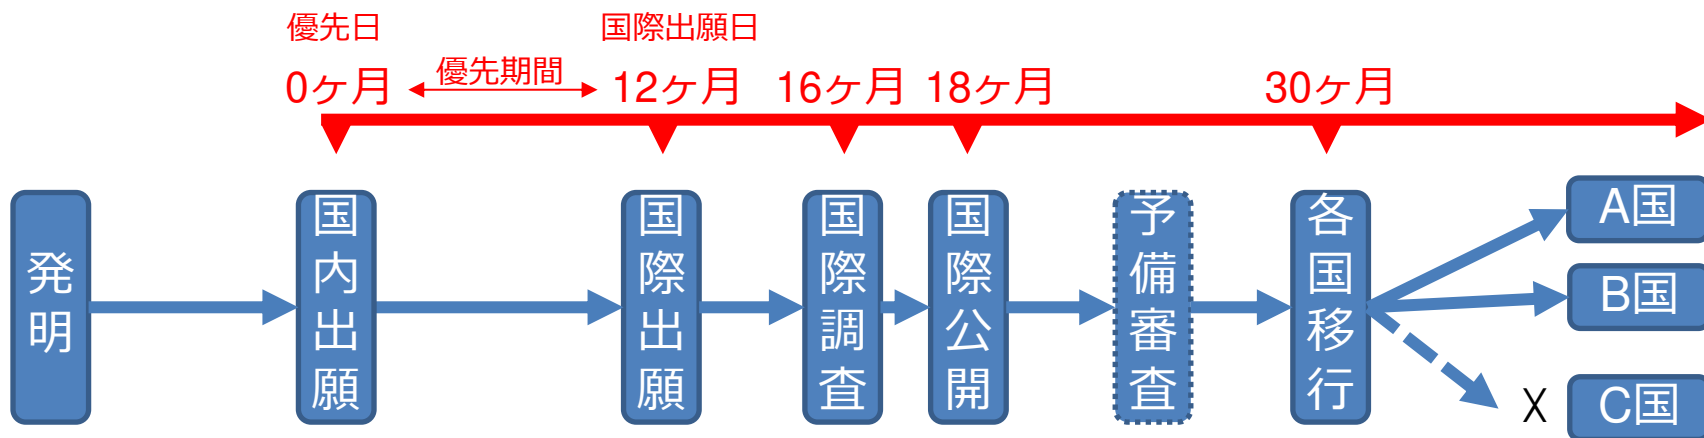 優先日
国際出願日
優先期間
0ヶ月
12ヶ月
16ヶ月
18ヶ月
30ヶ月
発明
国内出願
国際出願
国際調査
国際公開
予備審査
各国移行
A国
B国
X
C国